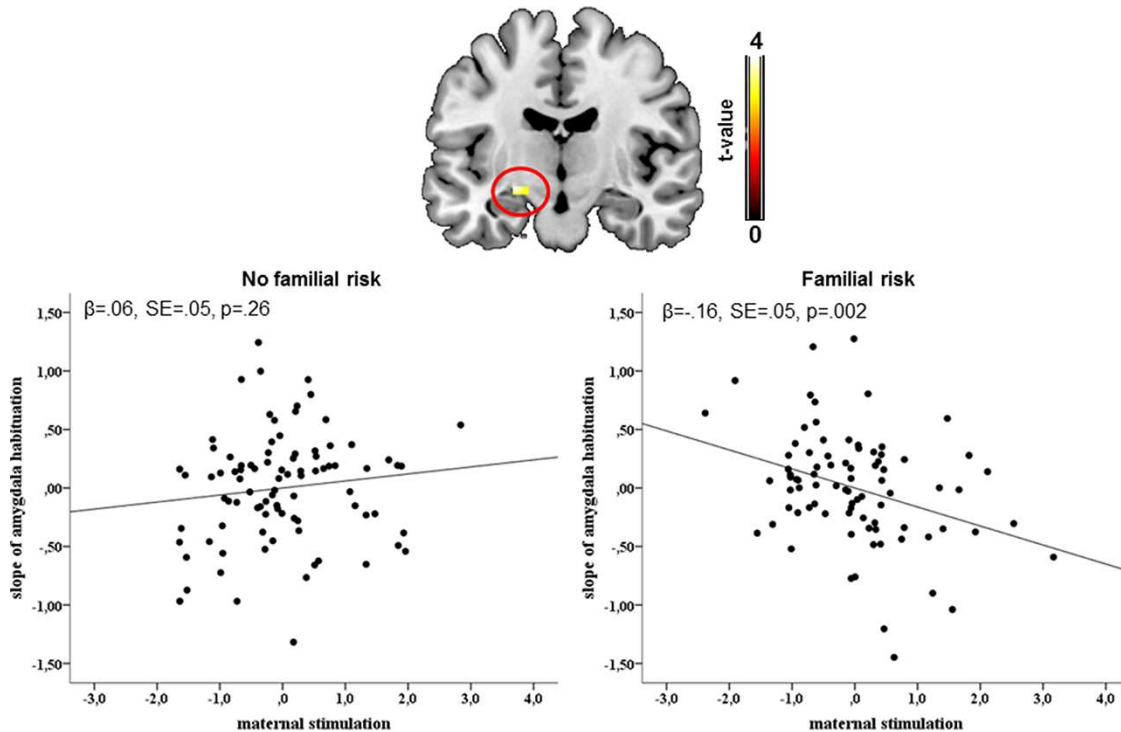 4
t-value
0
No familial risk
β=.06, SE=.05, p=.26
1,50
1,00
,50
,00
-,50
-1,00
-1,50
slope of amygdala habituation
-3,0 -2,0 -1,0 ,0 1,0 2,0 3,0 4,0
maternal stimulation
Familial risk
β=-.16, SE=.05, p=.002
1,50
1,00
,50
,00
-,50
-1,00
-1,50
slope of amygdala habituation
-3,0 -2,0 -1,0 ,0 1,0 2,0 3,0 4,0
maternal stimulation